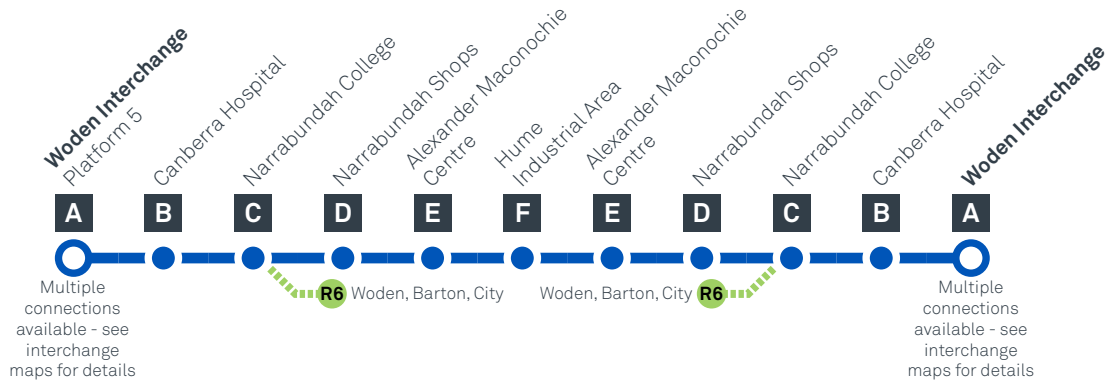 Woden Interchange
Platform 5
Canberra Hospital
Narrabundah College
Narrabundah Shops
Alexander Maconochie
Centre
Hume
Industrial Area
Alexander Maconochie
Centre
Narrabundah Shops
Narrabundah College
Canberra Hospital
Woden Interchange
A B C D E F E D C B A
R6 Woden, Barton, City
Woden, Barton, City R6
Multiple
connections
available - see
interchange
maps for details
Multiple
connections
available - see
interchange
maps for details